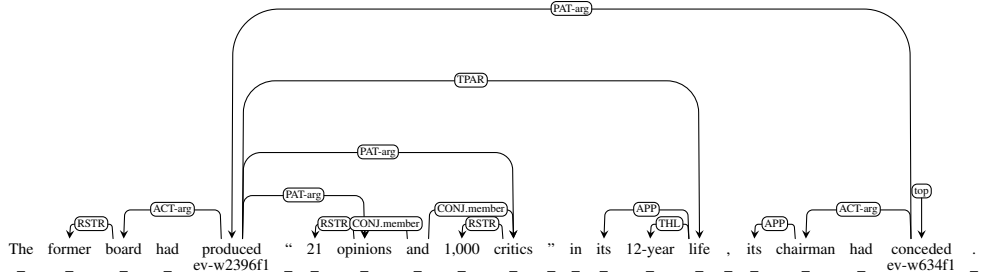 PAT-arg
TPAR
PAT-arg
PAT-arg
top
RSTR ACT-arg RSTR CONJ.member CONJ.member RSTR APP THL APP ACT-arg
The former board had produced “ 21 opinions and 1,000 critics ” in its 12-year life , its chairman had conceded .
_ _ _ _ ev-w2396f1 _ _ _ _ _ _ _ _ _ _ _ _ _ _ _ ev-w634f1 _